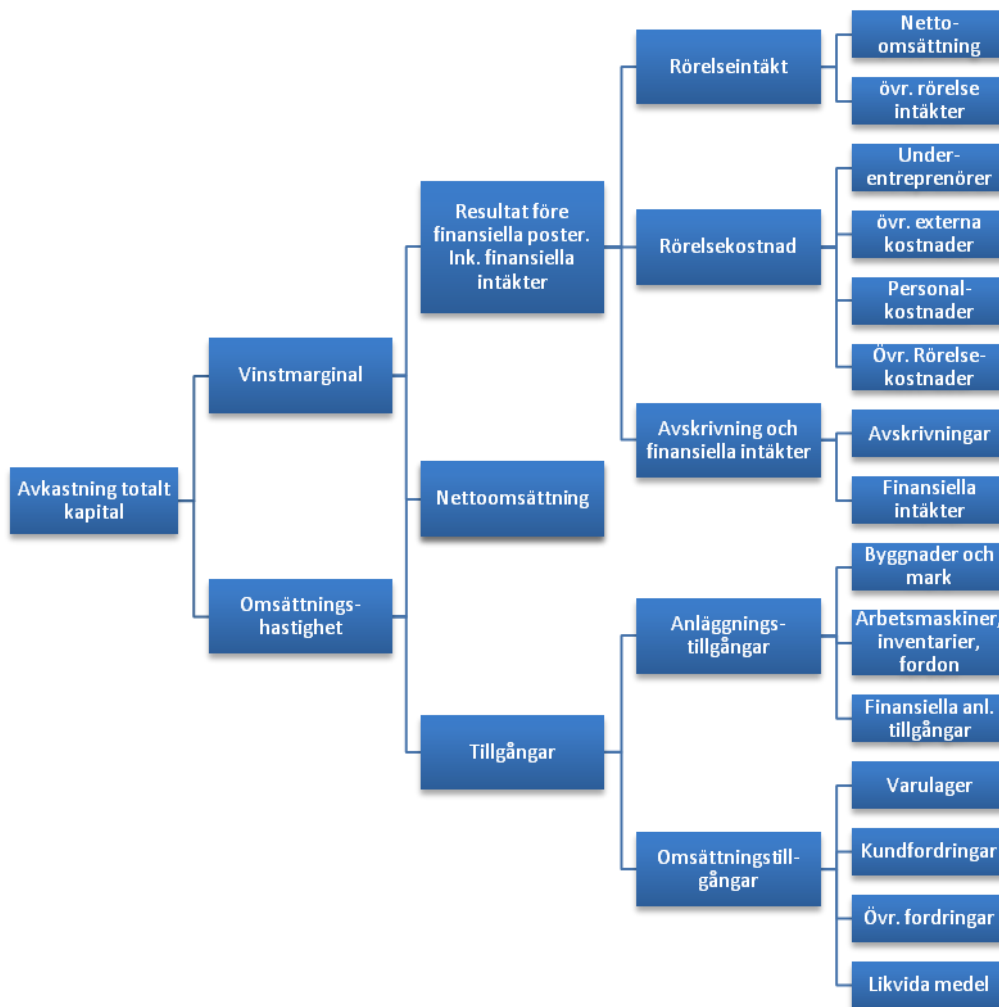 Avkastning totalt
kapital
Vinstmarginal
Omsättnings-
hastighet
Resultat före
finansiella poster.
Ink. finansiella
intäkter
Nettoomsättning
Tillgångar
Rörelseintäkt
Rörelsekostnad
Avskrivning och
finansiella intäkter
Anläggnings-
tillgångar
Omsättningstill-
gångar
Netto-
omsättning
övr. rörelse
intäkter
Under-
entreprenörer
övr. externa
kostnader
Personal-
kostnader
Övr. Rörelse-
kostnader
Avskrivningar
Finansiella
intäkter
Byggnader och
mark
Arbetsmaskiner,
inventarier,
fordon
Finansiella anl.
tillgångar
Varulager
Kundfordringar
Övr. fordringar
Likvida medel